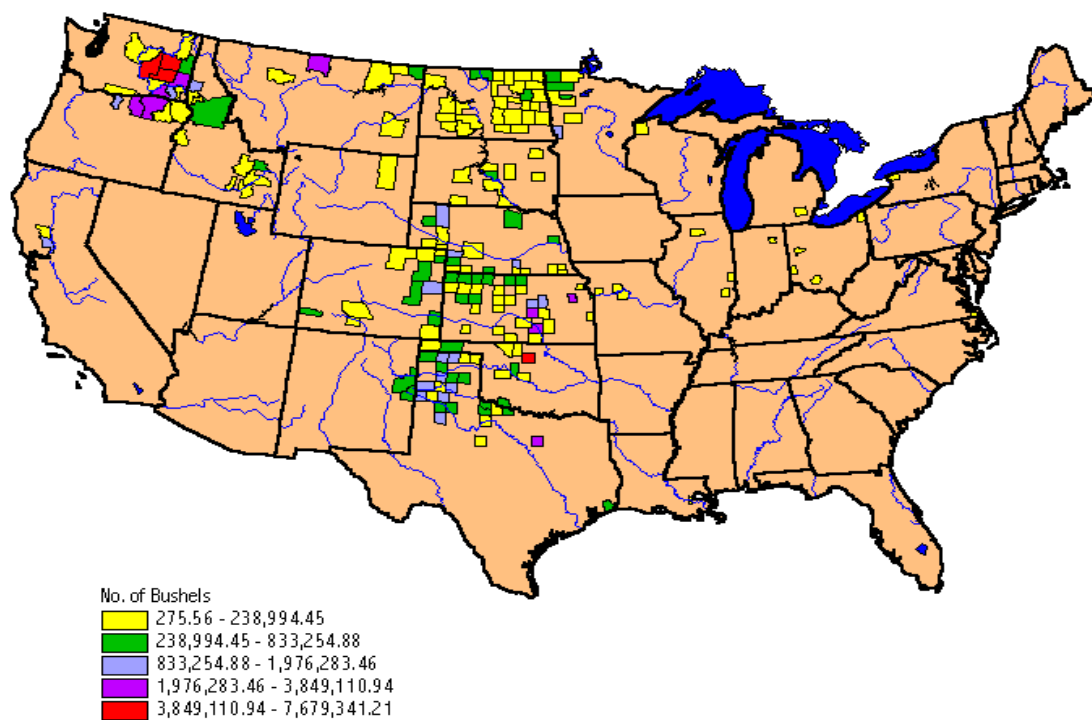 No. of Bushels
275.56 - 238,994.45
238,994.45 - 833,254.88
833,254.88 - 1,976,283.46
1,976,283.46 - 3,849,110.94
3,849,110.94 - 7,679,341.21